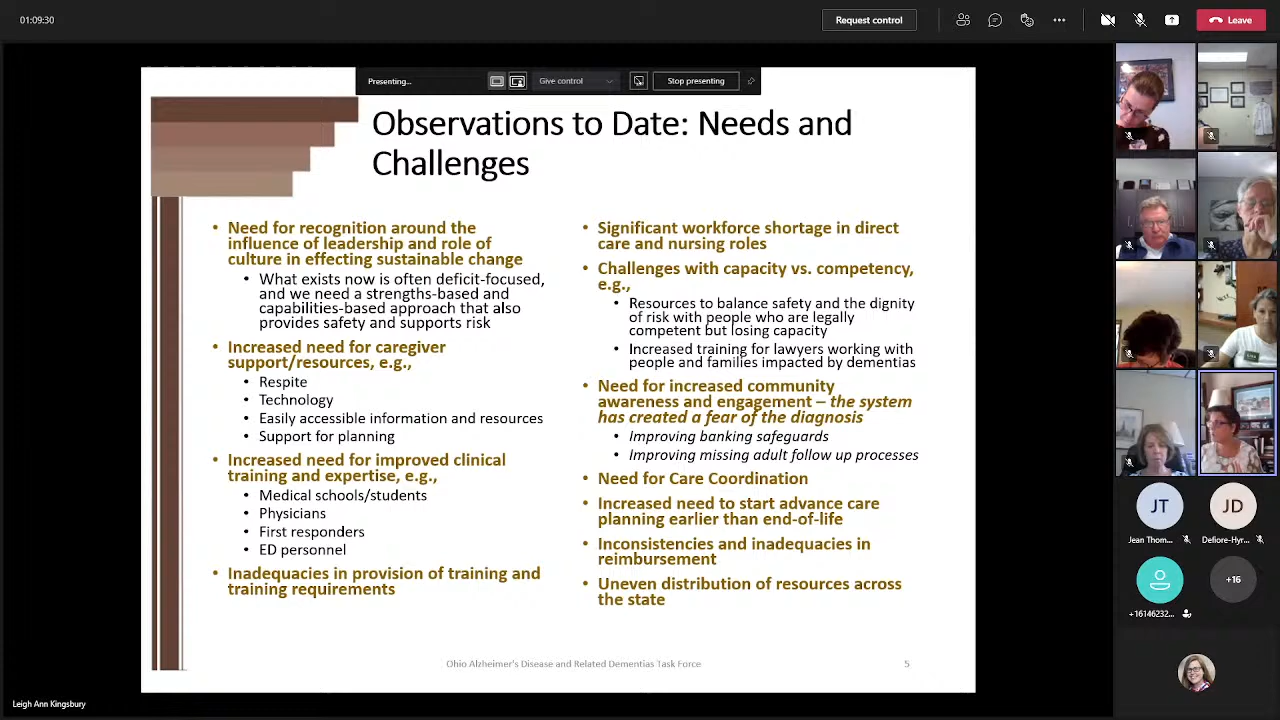 01:09:30
Request control
Leave
Presenting...
Give control
Stop presenting
Observations to Date: Needs and
Challenges
• Need for recognition around the
influence of leadership and role of
culture in effecting sustainable change
• What exists now is often deficit-focused,
and we need a strengths-based and
capabilities-based approach that also
provides safety and supports risk
• Increased need for caregiver
support/resources, e.g.,
• Respite
• Technology
• Easily accessible information and resources
• Support for planning
• Increased need for improved clinical
training and expertise, e.g.,
• Medical schools/students
• Physicians
• First responders
• ED personnel
• Inadequacies in provision of training and
training requirements
• Significant workforce shortage in direct
care and nursing roles
• Challenges with capacity vs. competency,
e.g.,
• Resources to balance safety and the dignity
of risk with people who are legally
competent but losing capacity
• Increased training for lawyers working with
people and families impacted by dementias
• Need for increased community
awareness and engagement – the system
has created a fear of the diagnosis
• Improving banking safeguards
• Improving missing adult follow up processes
• Need for Care Coordination
• Increased need to start advance care
planning earlier than end-of-life
• Inconsistencies and inadequacies in
reimbursement
• Uneven distribution of resources across
the state
Ohio Alzheimer's Disease and Related Dementias Task Force
5
JT
JD
Jean Thom...
Defiore-Hyr...
+16
+16146232...
Leigh Ann Kingsbury